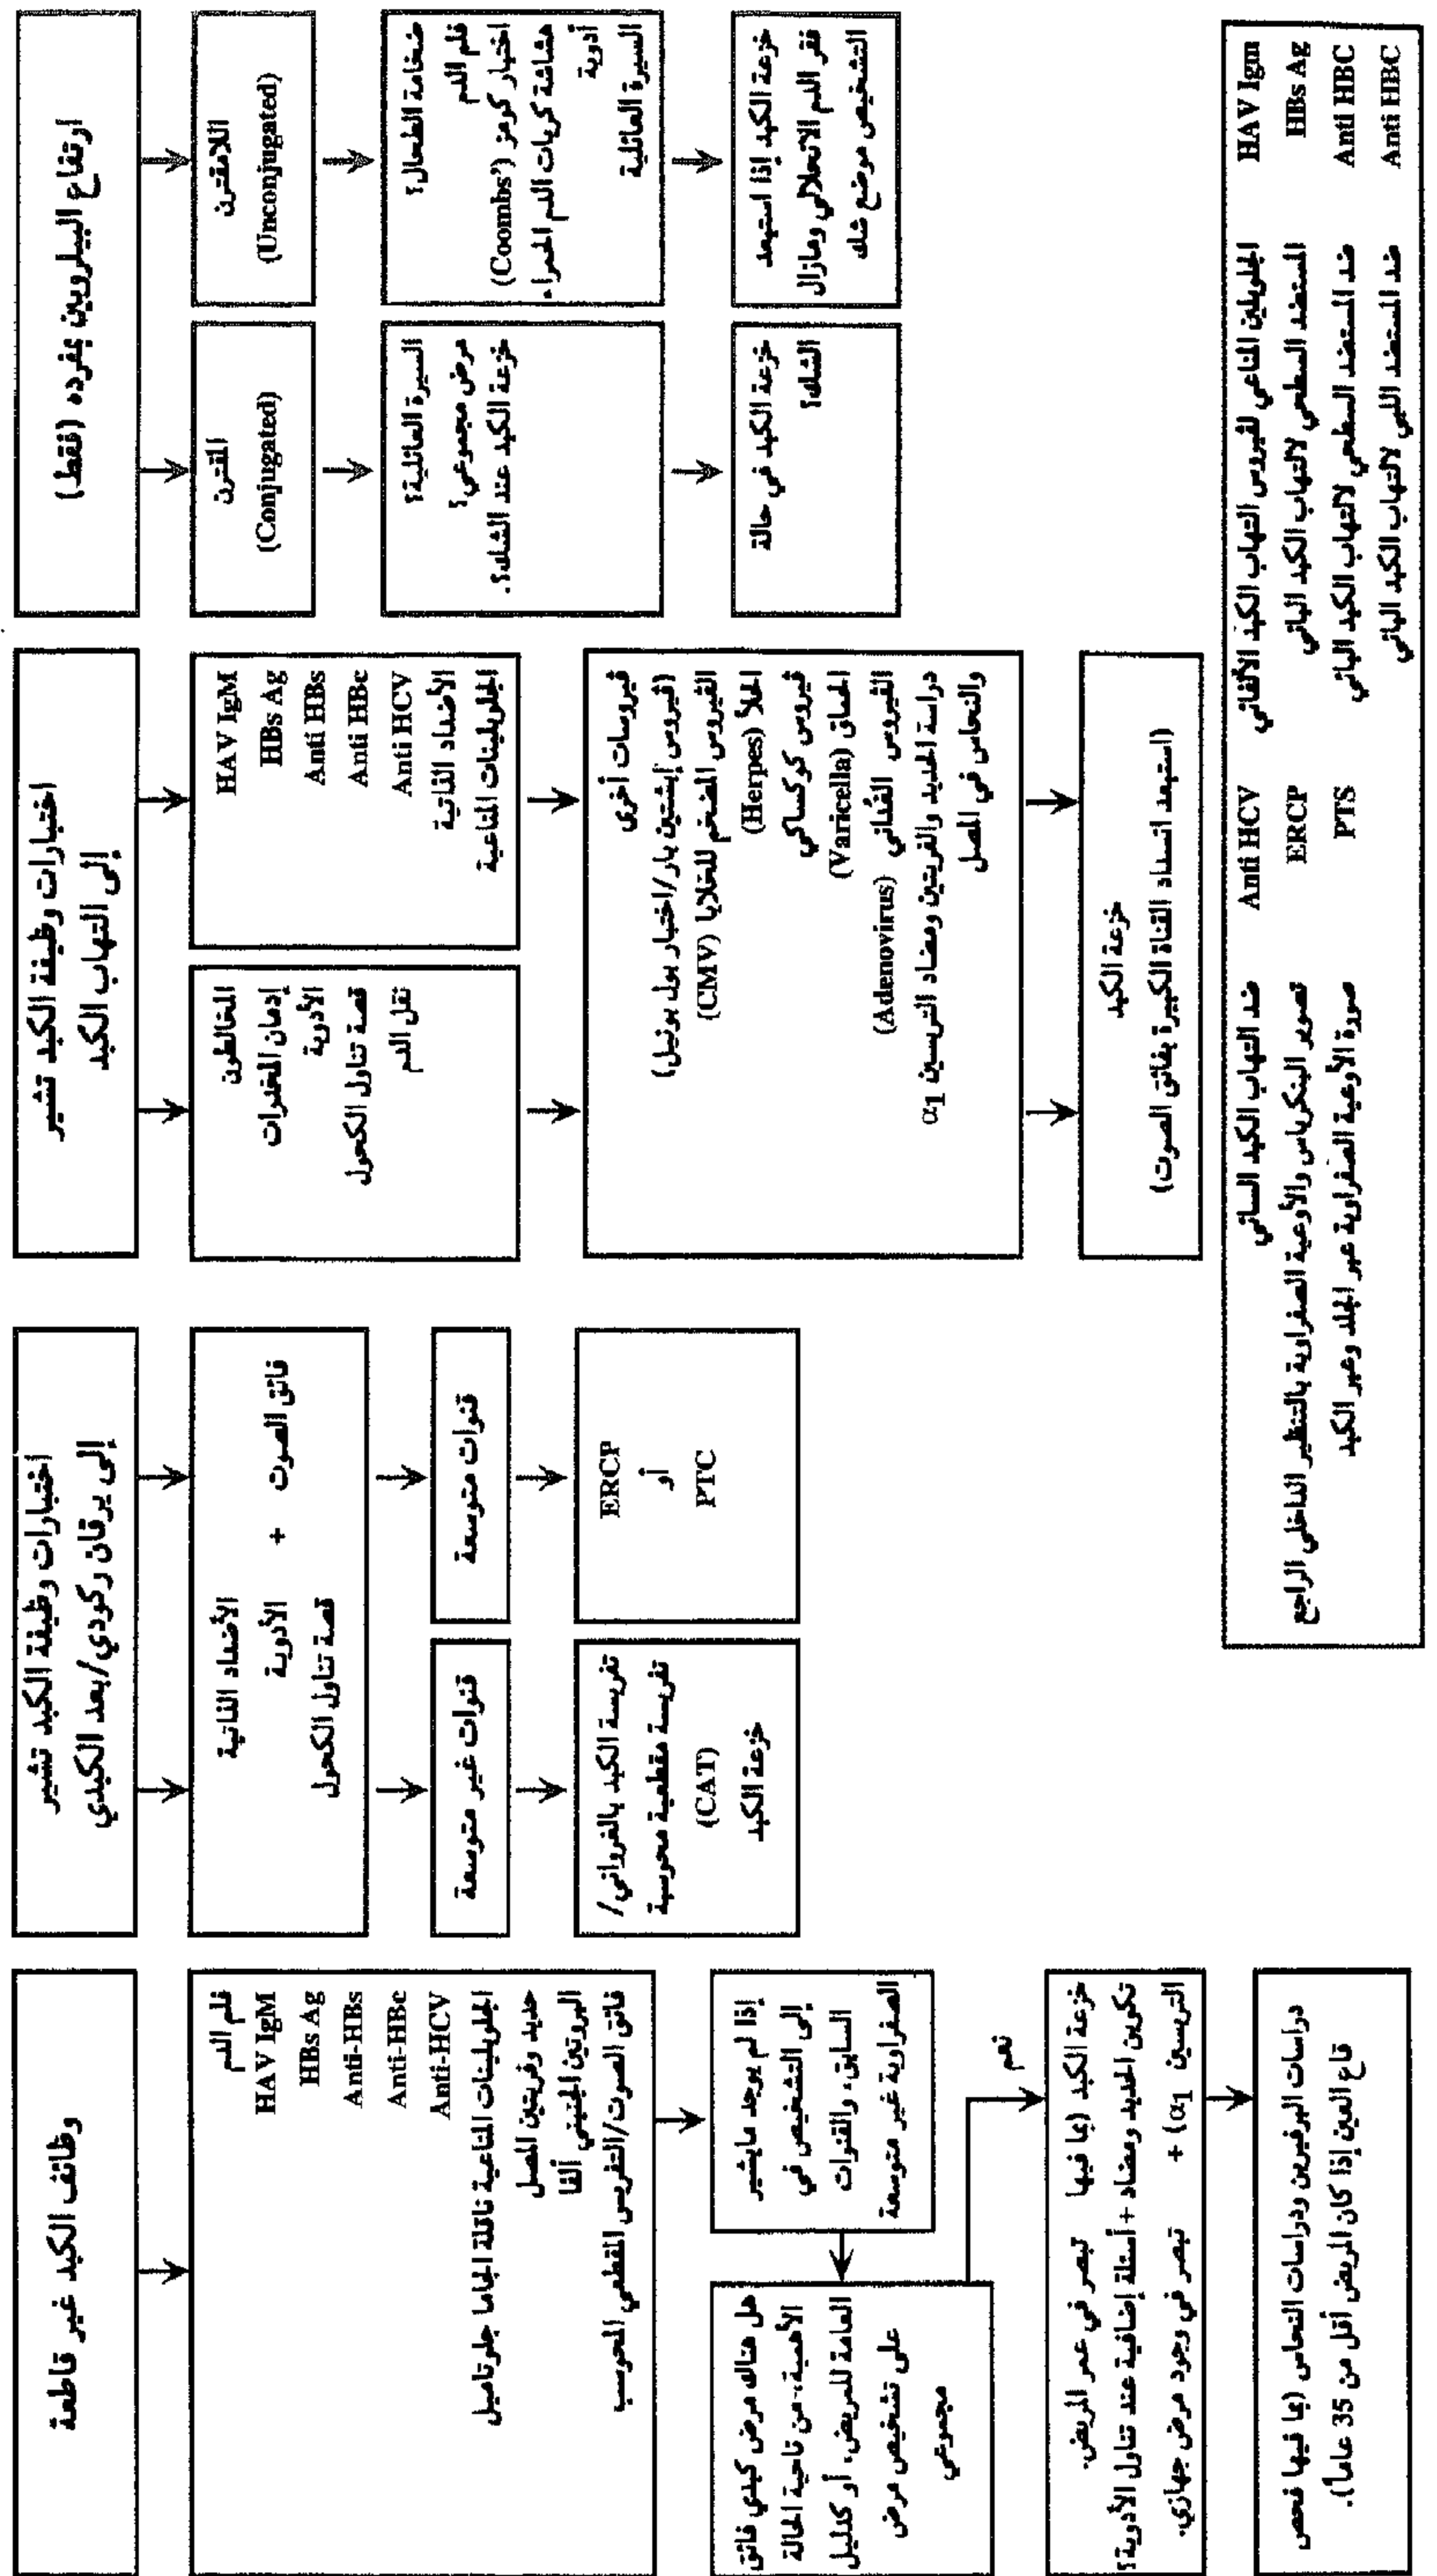 ارتفاع البيلروبين بمفرده (فقط)
اللامقترن
(Unconjugated)
ضخامة الطحال؟
فلم الدم
اختبار كومز (Coombs')
هشاشة كريات الدم الحمراء
أدوية
السيرة العائلية
خزعة الكبد إذا استبعد
فقر الدم الانحلالي ومازال
التشخيص موضع شك
المقترن
(Conjugated)
السيرة العائلية؟
مرض مجموعي؟
خزعة الكبد عند الشك؟.
خزعة الكبد في حالة
الشك؟
اختبارات وظيفة الكبد تشير
إلى التهاب الكبد
HAV IgM
HBs Ag
Anti HBs
Anti HBc
Anti HCV
الأضداد الذاتية
الجلوبلينات المناعية
المخالطون
إدمان المخدرات
الأدوية
قصة تناول الكحول
نقل الدم
فيروسات أخرى
(فيروس إبشتين بار/اختبار بول بونيل)
الفيروس المضخم للخلايا (CMV)
الحلأ (Herpes)
فيروس كوكساكي
الحماق (Varicella)
الفيروس الغُدّاني (Adenovirus)
دراسة الحديد والفريتين ومضاد التريبسين α1
والنحاس في المصل
خزعة الكبد
(استبعد انسداد القناة الكبيرة بفائق الصوت)
اختبارات وظيفة الكبد تشير
إلى يرقان ركودي/بعد الكبدي
الأضداد الذاتية
الأدوية + فائق الصوت
قصة تناول الكحول
قنوات متوسعة
ERCP
أو
PTC
قنوات غير متوسعة
تفريسة الكبد بالغرواني/
تفريسة مقطعية محوسبة
(CAT)
خزعة الكبد
وظائف الكبد غير قاطعة
فلم الدم
HAV IgM
HBs Ag
Anti-HBs
Anti-HBc
Anti-HCV
الجلوبلينات المناعية ناقلة الجاما جلوتاميل
حديد وفريتين المصل
البروتين الجنيني ألفا
فائق الصوت/التفريس المقطعي المحوسب
إذا لم يوجد مايشير
إلى التشخيص في
السابق، والقنوات
الصفراوية غير متوسعة
هل هناك مرض كبدي فائق
الأهمية، من ناحية الحالة
العامة للمريض، أو كدليل
على تشخيص مرض
مجموعي
نعم
خزعة الكبد (بما فيها تبصر في عمر المريض.
تكوين الحديد ومضاد + أسئلة إضافية عند تناول الأدوية؟
التريبسين α1) + تبصر في وجود مرض جهازي.
دراسات البرفيرين ودراسات النحاس (بما فيها فحص
قاع العين إذا كان المريض أقل من 35 عاماً).
HAV Igm الجلوبلين المناعي لفيروس التهاب الكبد الألفائي
HBs Ag المستضد السطحي لالتهاب الكبد البائي
Anti HBC ضد المستضد السطحي لالتهاب الكبد البائي
Anti HBC ضد المستضد اللبي لالتهاب الكبد البائي
Anti HCV ضد التهاب الكبد السائي
ERCP تصوير البنكرياس والأوعية الصفراوية بالتنظير الداخلي الراجع
PTS صورة الأوعية الصفراوية عبر الجلد وعبر الكبد